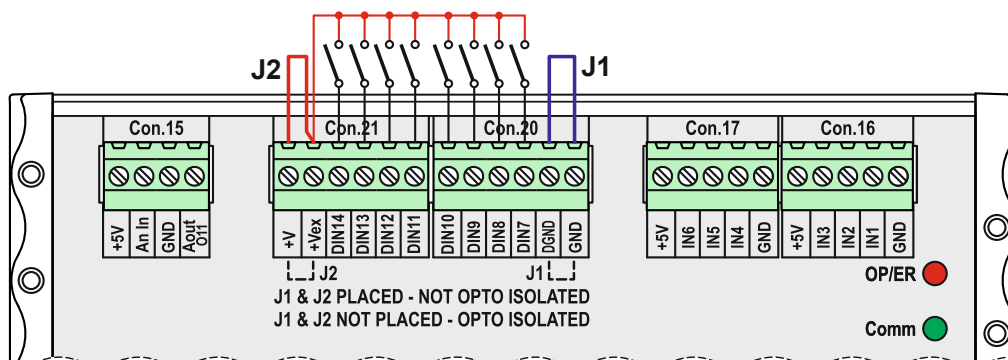 J2 J1
Con.15 Con.21 Con.20 Con.17 Con.16
+5V An In GND Aout O11 +V +Vex DIN14 DIN13 DIN12 DIN11 DIN10 DIN9 DIN8 DIN7 DGND GND +5V IN6 IN5 IN4 GND +5V IN3 IN2 IN1 GND
J2 J1
OP/ER
J1 & J2 PLACED - NOT OPTO ISOLATED
J1 & J2 NOT PLACED - OPTO ISOLATED
Comm